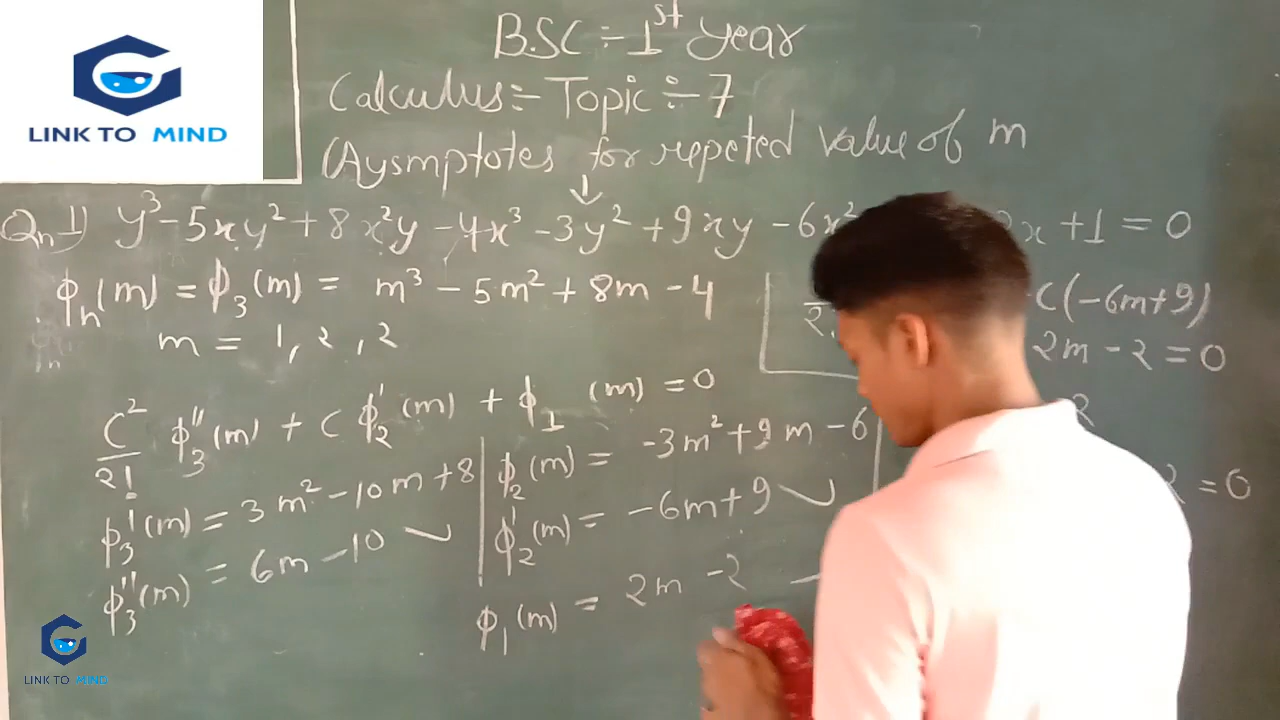 LINK TO MIND
B.SC ÷ 1st year
Calculus:- Topic ÷ 7
(Aysmptotes for repeted value of m
Qn 1) y³ - 5xy² + 8x²y - 4x³ - 3y² + 9xy - 6x² x + 1 = 0
ϕn(m) = ϕ3(m) = m³ - 5m² + 8m - 4
m = 1, 2, 2
C²/2! ϕ3''(m) + C ϕ2'(m) + ϕ1 (m) = 0
ϕ3'(m) = 3m² - 10m + 8
ϕ3''(m) = 6m - 10
ϕ2(m) = -3m² + 9m - 6
ϕ2'(m) = -6m + 9
ϕ1(m) = 2m - 2
C(-6m+9)
2m - 2 = 0
2
2 = 0
LINK TO MIND